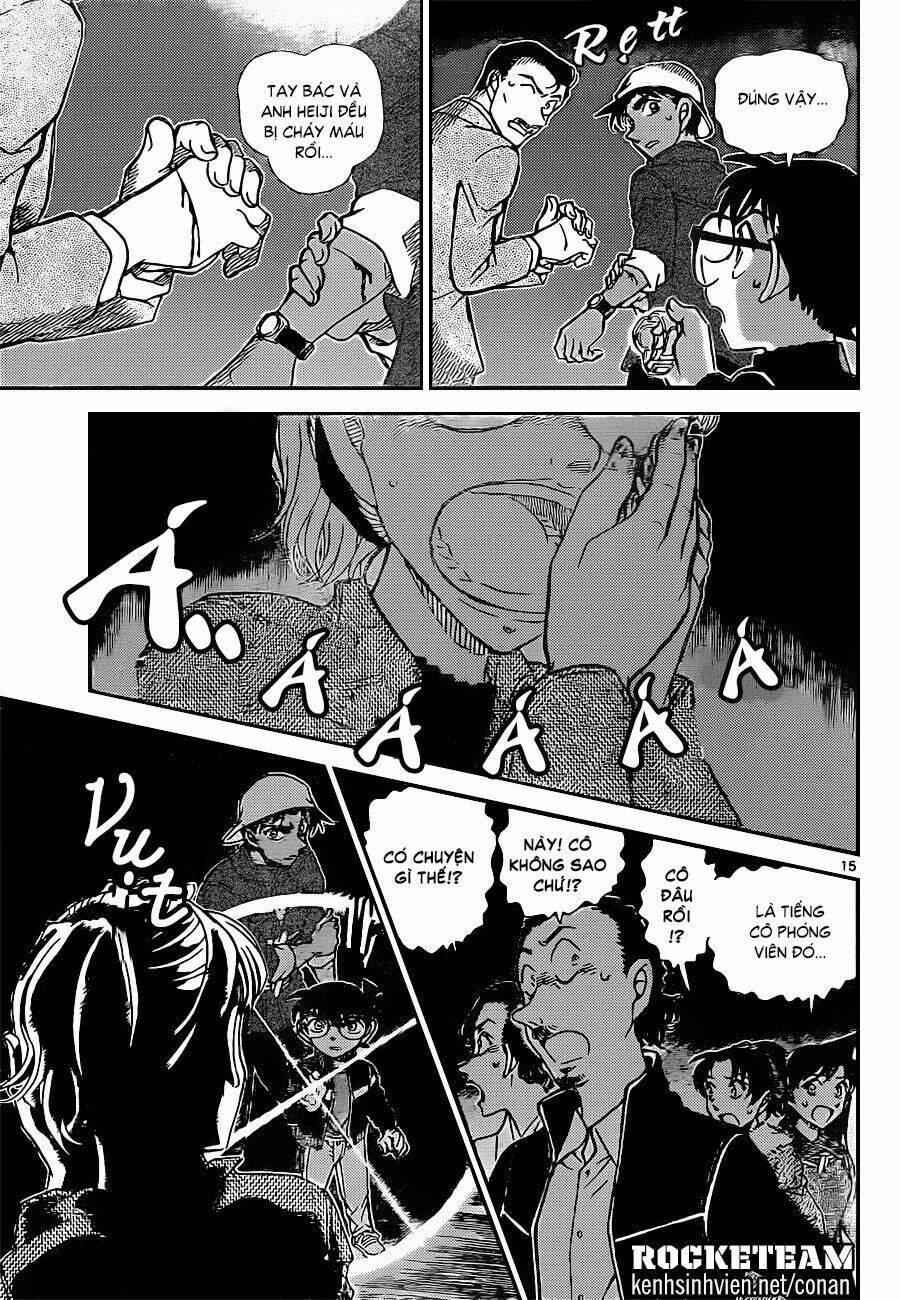 TAY BÁC VÀ
ANH HEIJI ĐỀU
BỊ CHẢY MÁU
RỒI...
Rẹtt
ĐÚNG VẬY...
Á...
Á
Á
Á
Á
À
Vụt
CÓ CHUYỆN
GÌ THẾ!?
NÀY! CÔ
KHÔNG SAO
CHỨ!?
CÔ
ĐÂU
RỒI
!?
15
LÀ TIẾNG
CÔ PHÓNG
VIÊN ĐÓ...
ROCKETEAM
kenhsinhvien.net/conan